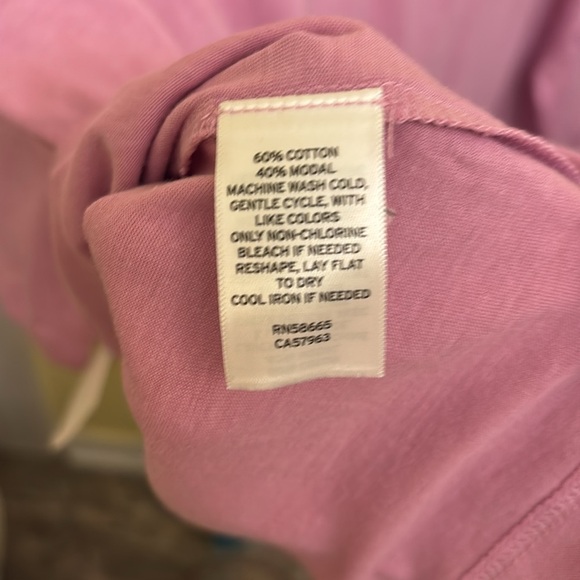 60% COTTON
40% MODAL
MACHINE WASH COLD,
GENTLE CYCLE, WITH
LIKE COLORS
ONLY NON-CHLORINE
BLEACH IF NEEDED
RESHAPE, LAY FLAT
TO DRY
COOL IRON IF NEEDED
RN58665
CA57963